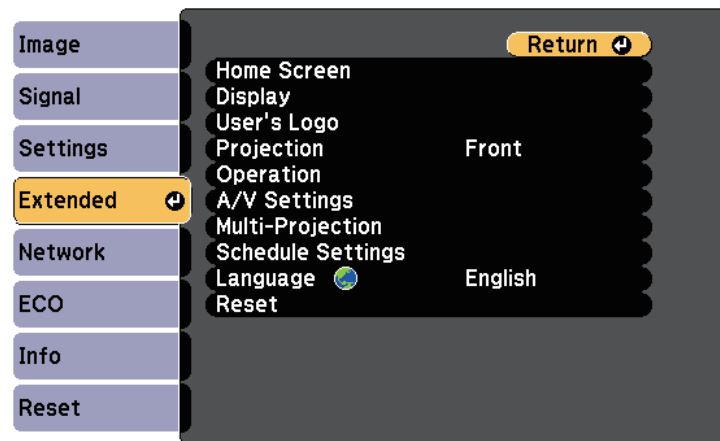 Image
Signal
Settings
Extended
Network
ECO
Info
Reset
Return
Home Screen
Display
User's Logo
Projection Front
Operation
A/V Settings
Multi-Projection
Schedule Settings
Language English
Reset